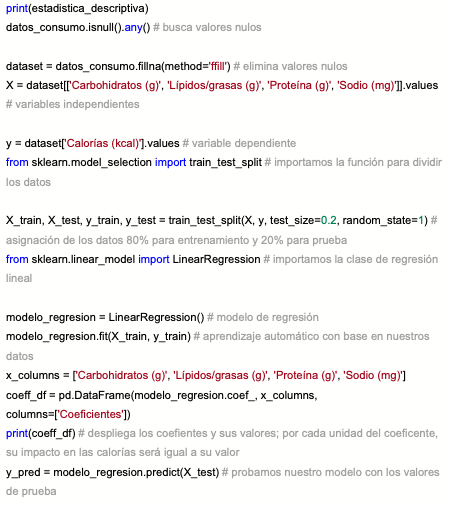 print(estadistica_descriptiva)
datos_consumo.isnull().any() # busca valores nulos
dataset = datos_consumo.fillna(method='ffill') # elimina valores nulos
X = dataset[['Carbohidratos (g)', 'Lípidos/grasas (g)', 'Proteína (g)', 'Sodio (mg)']].values
# variables independientes
y = dataset['Calorías (kcal)'].values # variable dependiente
from sklearn.model_selection import train_test_split # importamos la función para dividir
los datos
X_train, X_test, y_train, y_test = train_test_split(X, y, test_size=0.2, random_state=1) #
asignación de los datos 80% para entrenamiento y 20% para prueba
from sklearn.linear_model import LinearRegression # importamos la clase de regresión
lineal
modelo_regresion = LinearRegression() # modelo de regresión
modelo_regresion.fit(X_train, y_train) # aprendizaje automático con base en nuestros
datos
x_columns = ['Carbohidratos (g)', 'Lípidos/grasas (g)', 'Proteína (g)', 'Sodio (mg)']
coeff_df = pd.DataFrame(modelo_regresion.coef_, x_columns,
columns=['Coeficientes'])
print(coeff_df) # despliega los coefientes y sus valores; por cada unidad del coeficente,
su impacto en las calorías será igual a su valor
y_pred = modelo_regresion.predict(X_test) # probamos nuestro modelo con los valores
de prueba